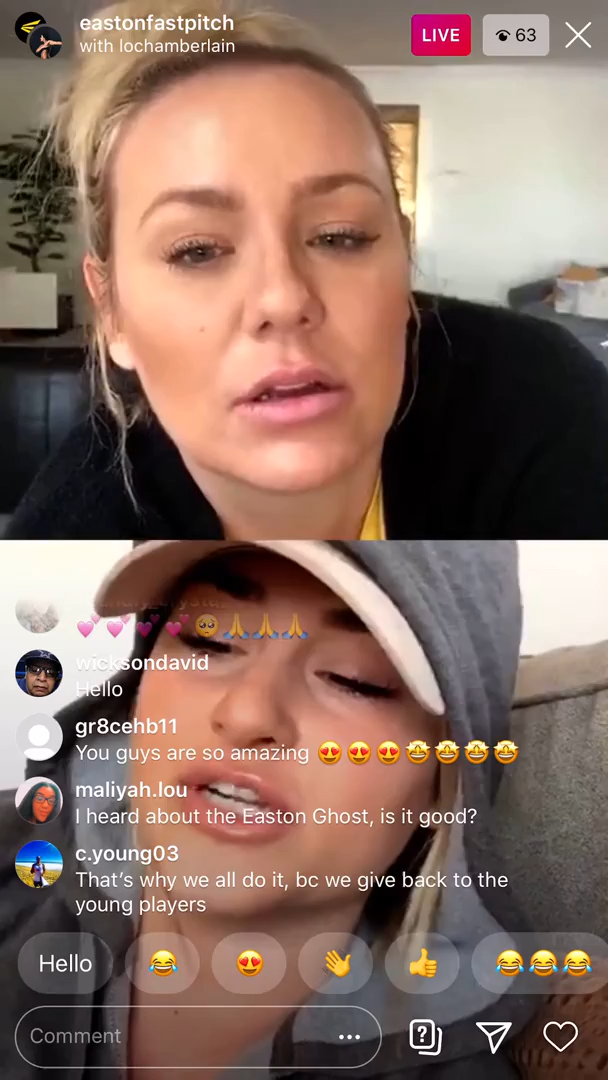 eastonfastpitch
with lochamberlain
LIVE
63
💕💕💕💕🥺🙏🙏🙏
wicksondavid
Hello
gr8cehb11
You guys are so amazing 😍😍😍🤩🤩🤩🤩
maliyah.lou
I heard about the Easton Ghost, is it good?
c.young03
That’s why we all do it, bc we give back to the
young players
Hello 😂 😍 👋 👍 😂😂😂
Comment